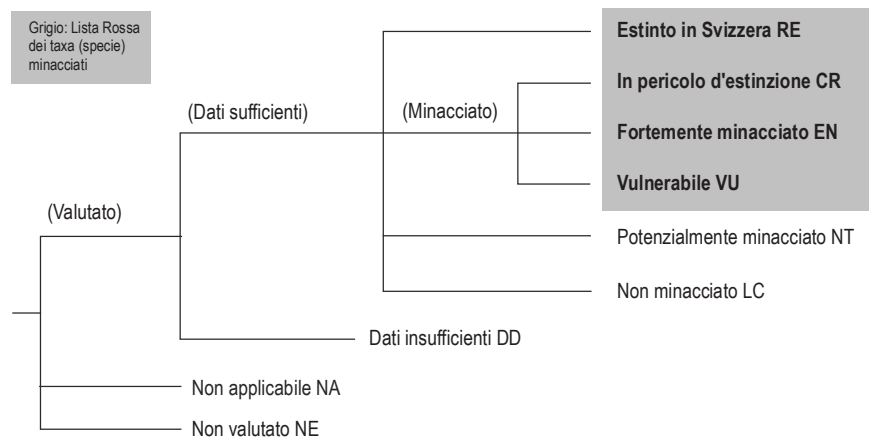 Grigio: Lista Rossa
dei taxa (specie)
minacciati
Estinto in Svizzera RE
In pericolo d'estinzione CR
(Dati sufficienti)
(Minacciato)
Fortemente minacciato EN
Vulnerabile VU
(Valutato)
Potenzialmente minacciato NT
Non minacciato LC
Dati insufficienti DD
Non applicabile NA
Non valutato NE